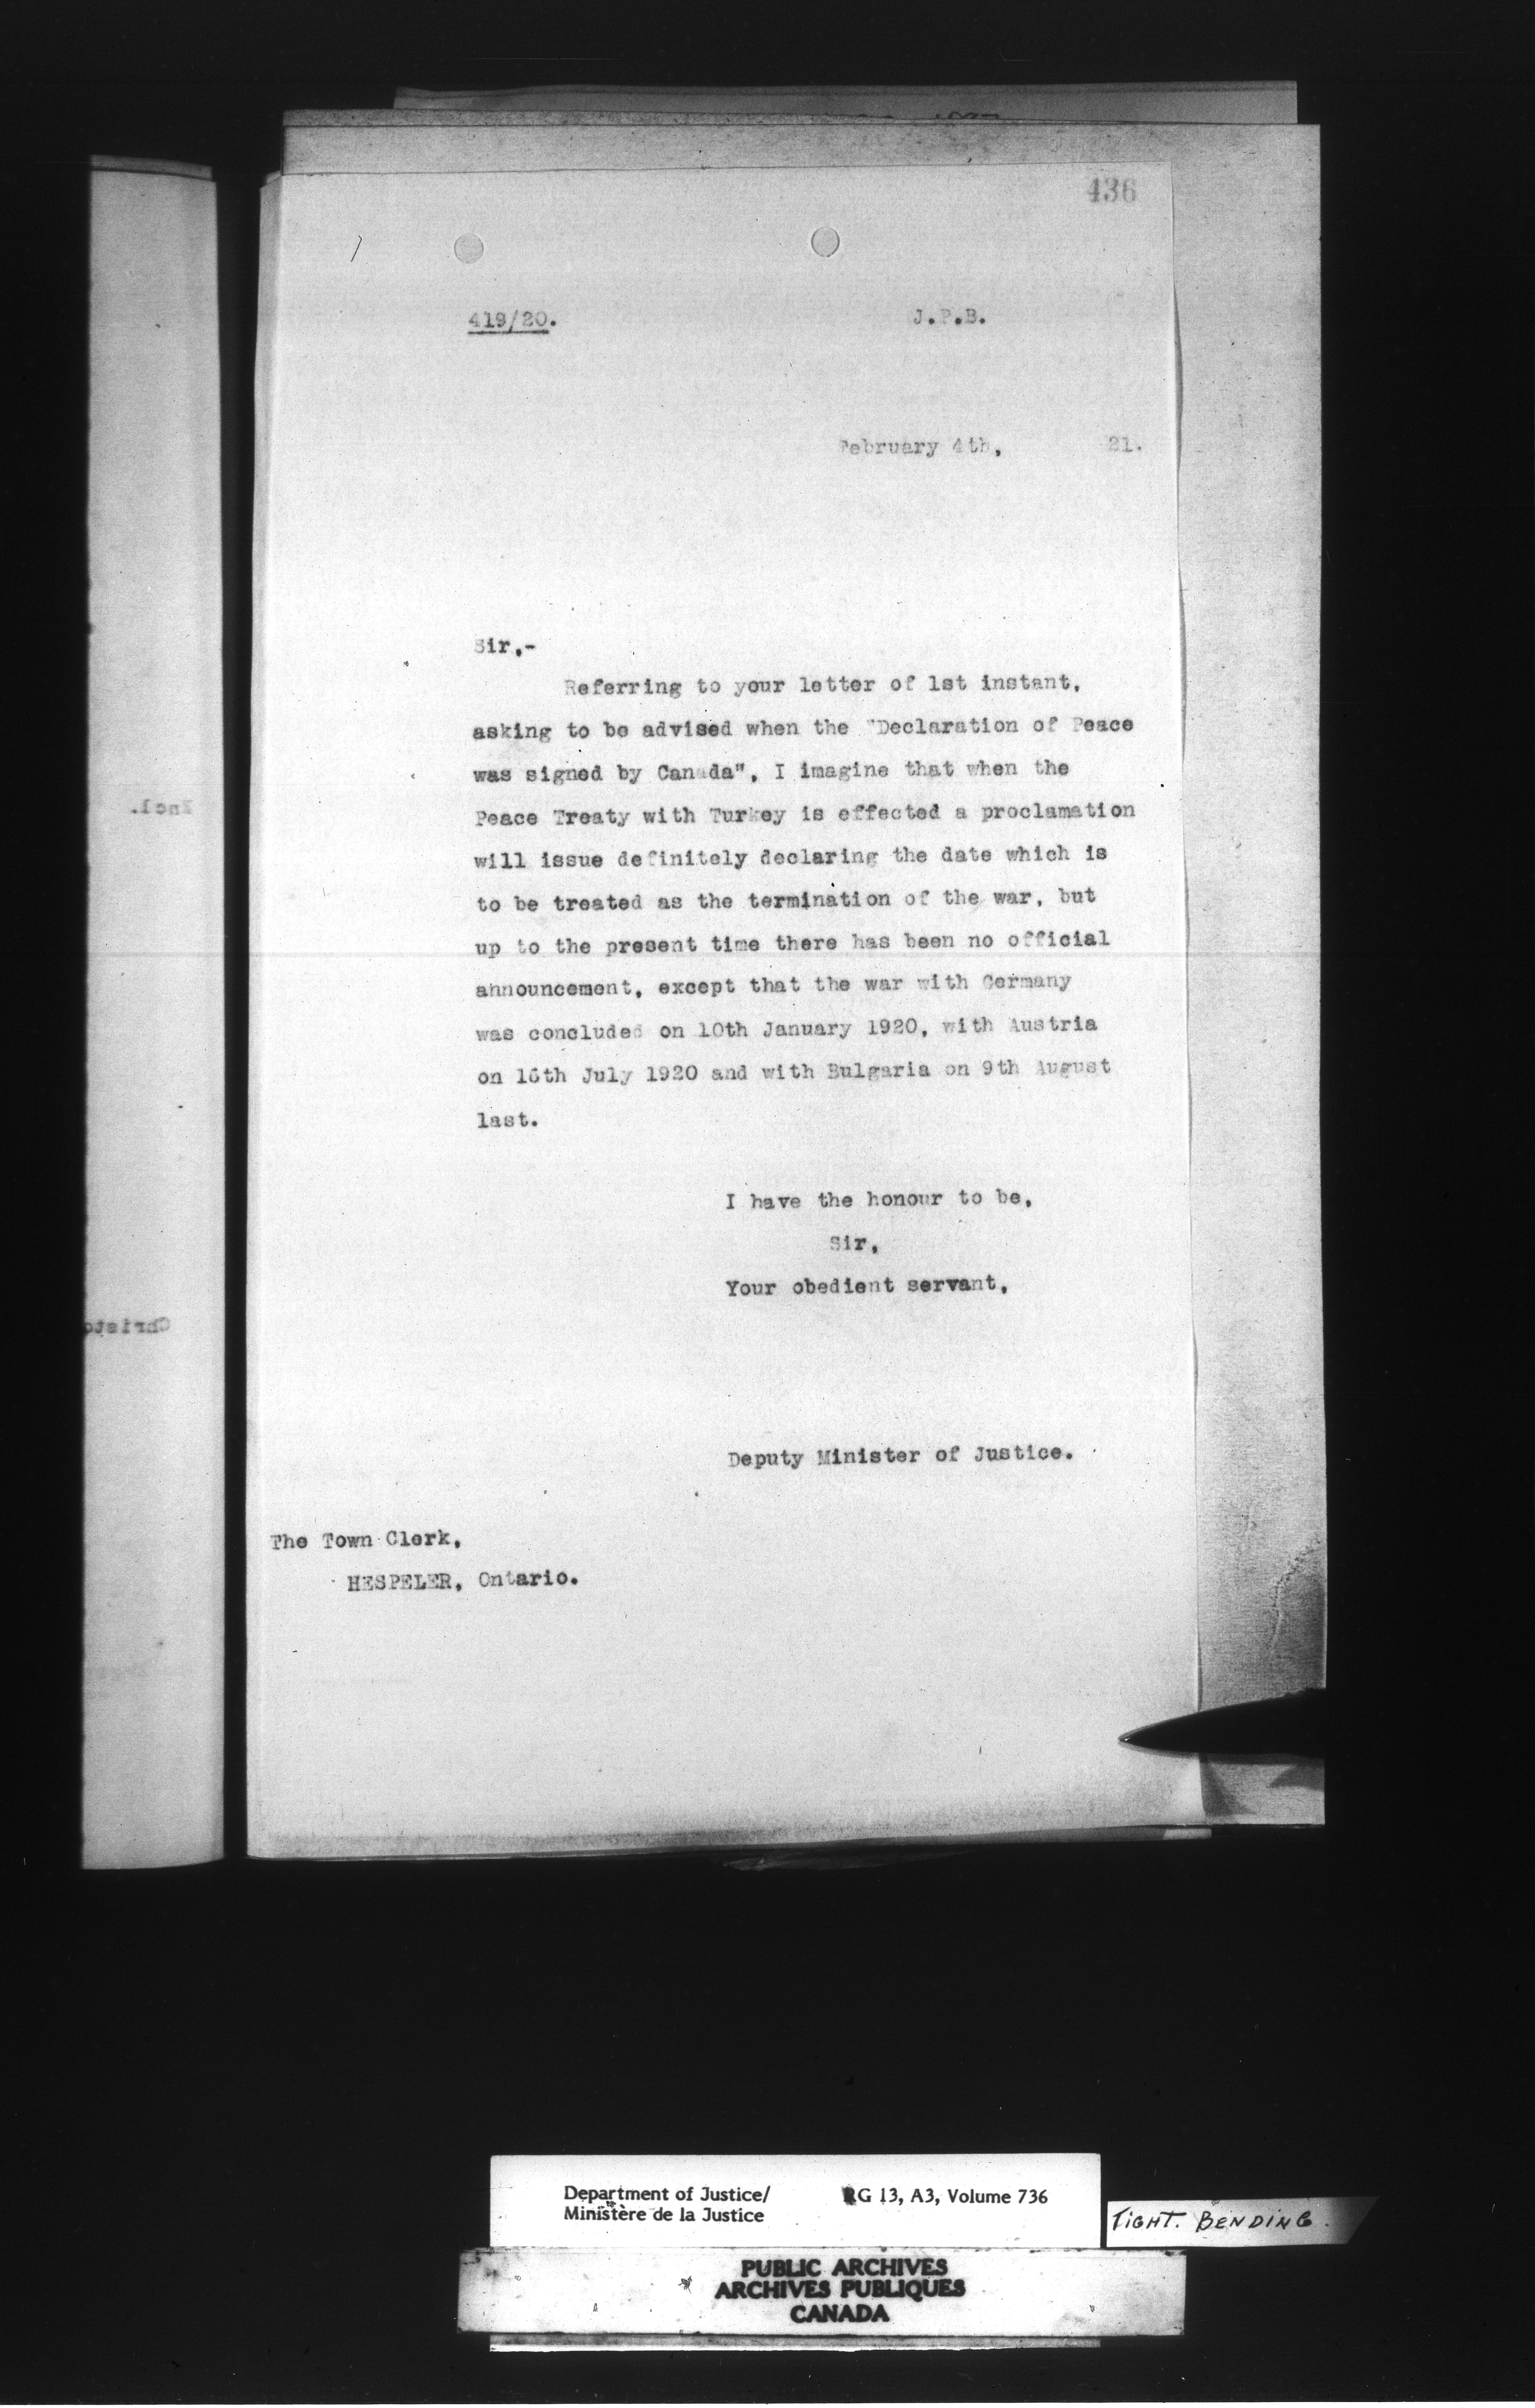 436
419/20.
J.P.B.
February 4th, 21.
Sir,-
Referring to your letter of 1st instant,
asking to be advised when the "Declaration of Peace
was signed by Canada", I imagine that when the
Peace Treaty with Turkey is effected a proclamation
will issue definitely declaring the date which is
to be treated as the termination of the war, but
up to the present time there has been no official
announcement, except that the war with Germany
was concluded on 10th January 1920, with Austria
on 16th July 1920 and with Bulgaria on 9th August
last.
I have the honour to be,
Sir,
Your obedient servant,
Deputy Minister of Justice.
The Town Clerk,
HESPELER, Ontario.
Encl.
Christo
Department of Justice/
Ministère de la Justice
RG 13, A3, Volume 736
TIGHT. BENDING.
PUBLIC ARCHIVES
ARCHIVES PUBLIQUES
CANADA